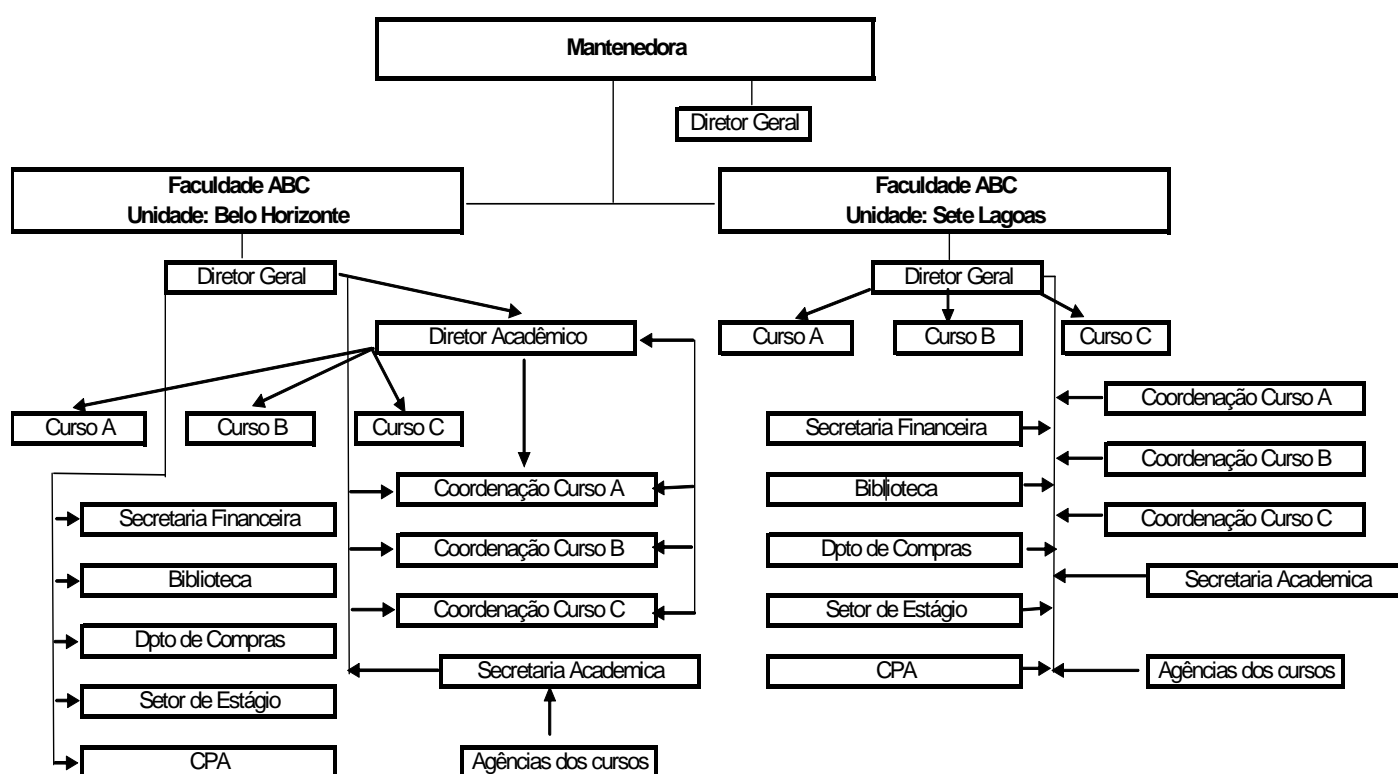 Mantenedora
Diretor Geral
Faculdade ABC
Unidade: Belo Horizonte
Faculdade ABC
Unidade: Sete Lagoas
Diretor Geral
Diretor Acadêmico
Curso A
Curso B
Curso C
Coordenação Curso A
Coordenação Curso B
Coordenação Curso C
Secretaria Academica
Agências dos cursos
Secretaria Financeira
Biblioteca
Dpto de Compras
Setor de Estágio
CPA
Diretor Geral
Curso A
Curso B
Curso C
Secretaria Financeira
Biblioteca
Dpto de Compras
Setor de Estágio
CPA
Coordenação Curso A
Coordenação Curso B
Coordenação Curso C
Secretaria Academica
Agências dos cursos